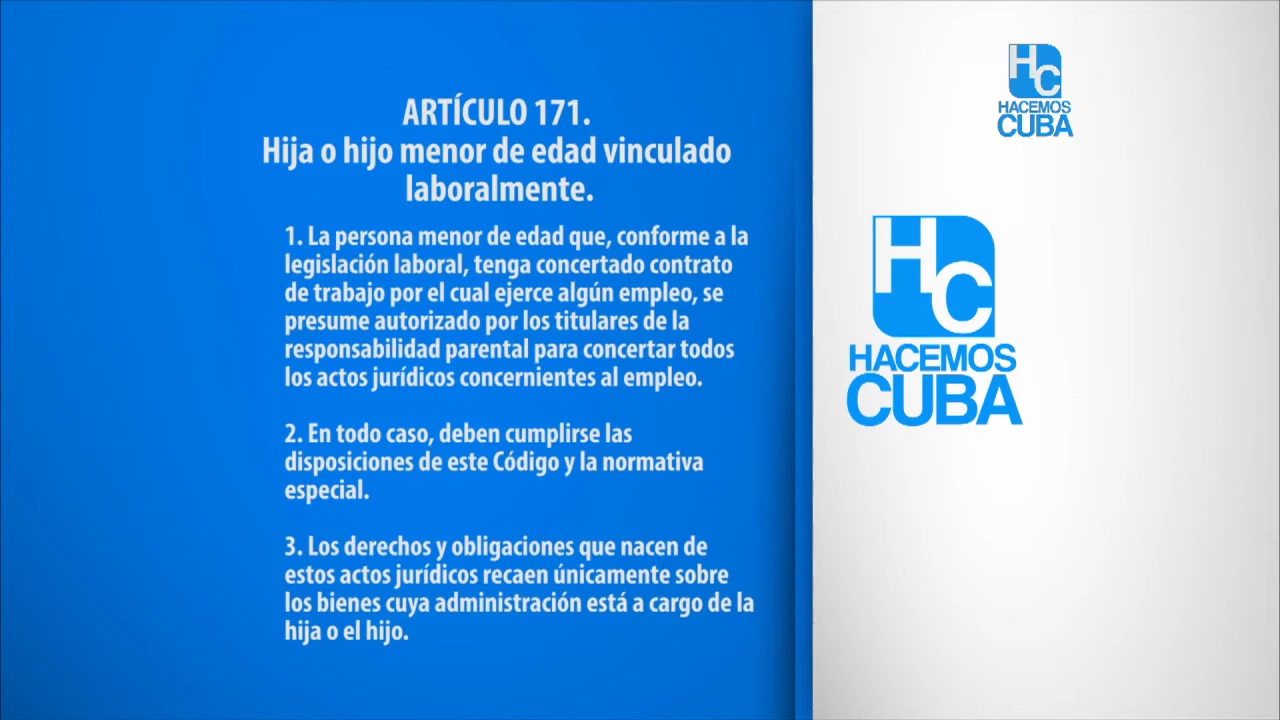 ARTÍCULO 171.
Hija o hijo menor de edad vinculado
laboralmente.
1. La persona menor de edad que, conforme a la
legislación laboral, tenga concertado contrato
de trabajo por el cual ejerce algún empleo, se
presume autorizado por los titulares de la
responsabilidad parental para concertar todos
los actos jurídicos concernientes al empleo.
2. En todo caso, deben cumplirse las
disposiciones de este Código y la normativa
especial.
3. Los derechos y obligaciones que nacen de
estos actos jurídicos recaen únicamente sobre
los bienes cuya administración está a cargo de la
hija o el hijo.
HC
HACEMOS
CUBA
HC
HACEMOS
CUBA